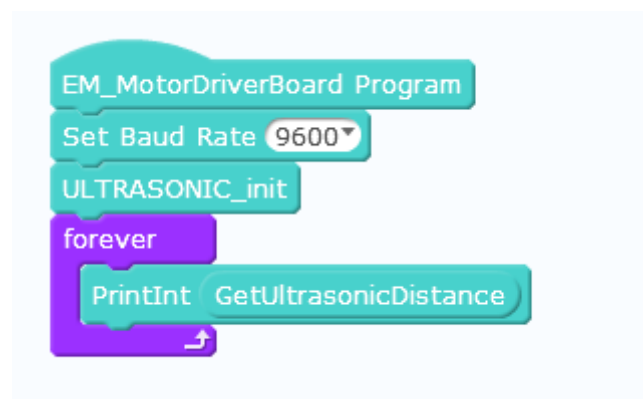 EM_MotorDriverBoard Program
Set Baud Rate 9600
ULTRASONIC_init
forever
PrintInt GetUltrasonicDistance